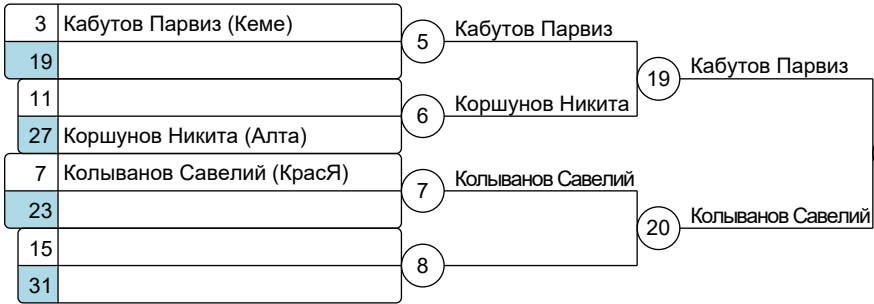 3 Кабутов Парвиз (Кеме)
19
5 Кабутов Парвиз
11
27 Коршунов Никита (Алта)
6 Коршунов Никита
19 Кабутов Парвиз
7 Колыванов Савелий (КрасЯ)
23
7 Колыванов Савелий
15
31
8
20 Колыванов Савелий